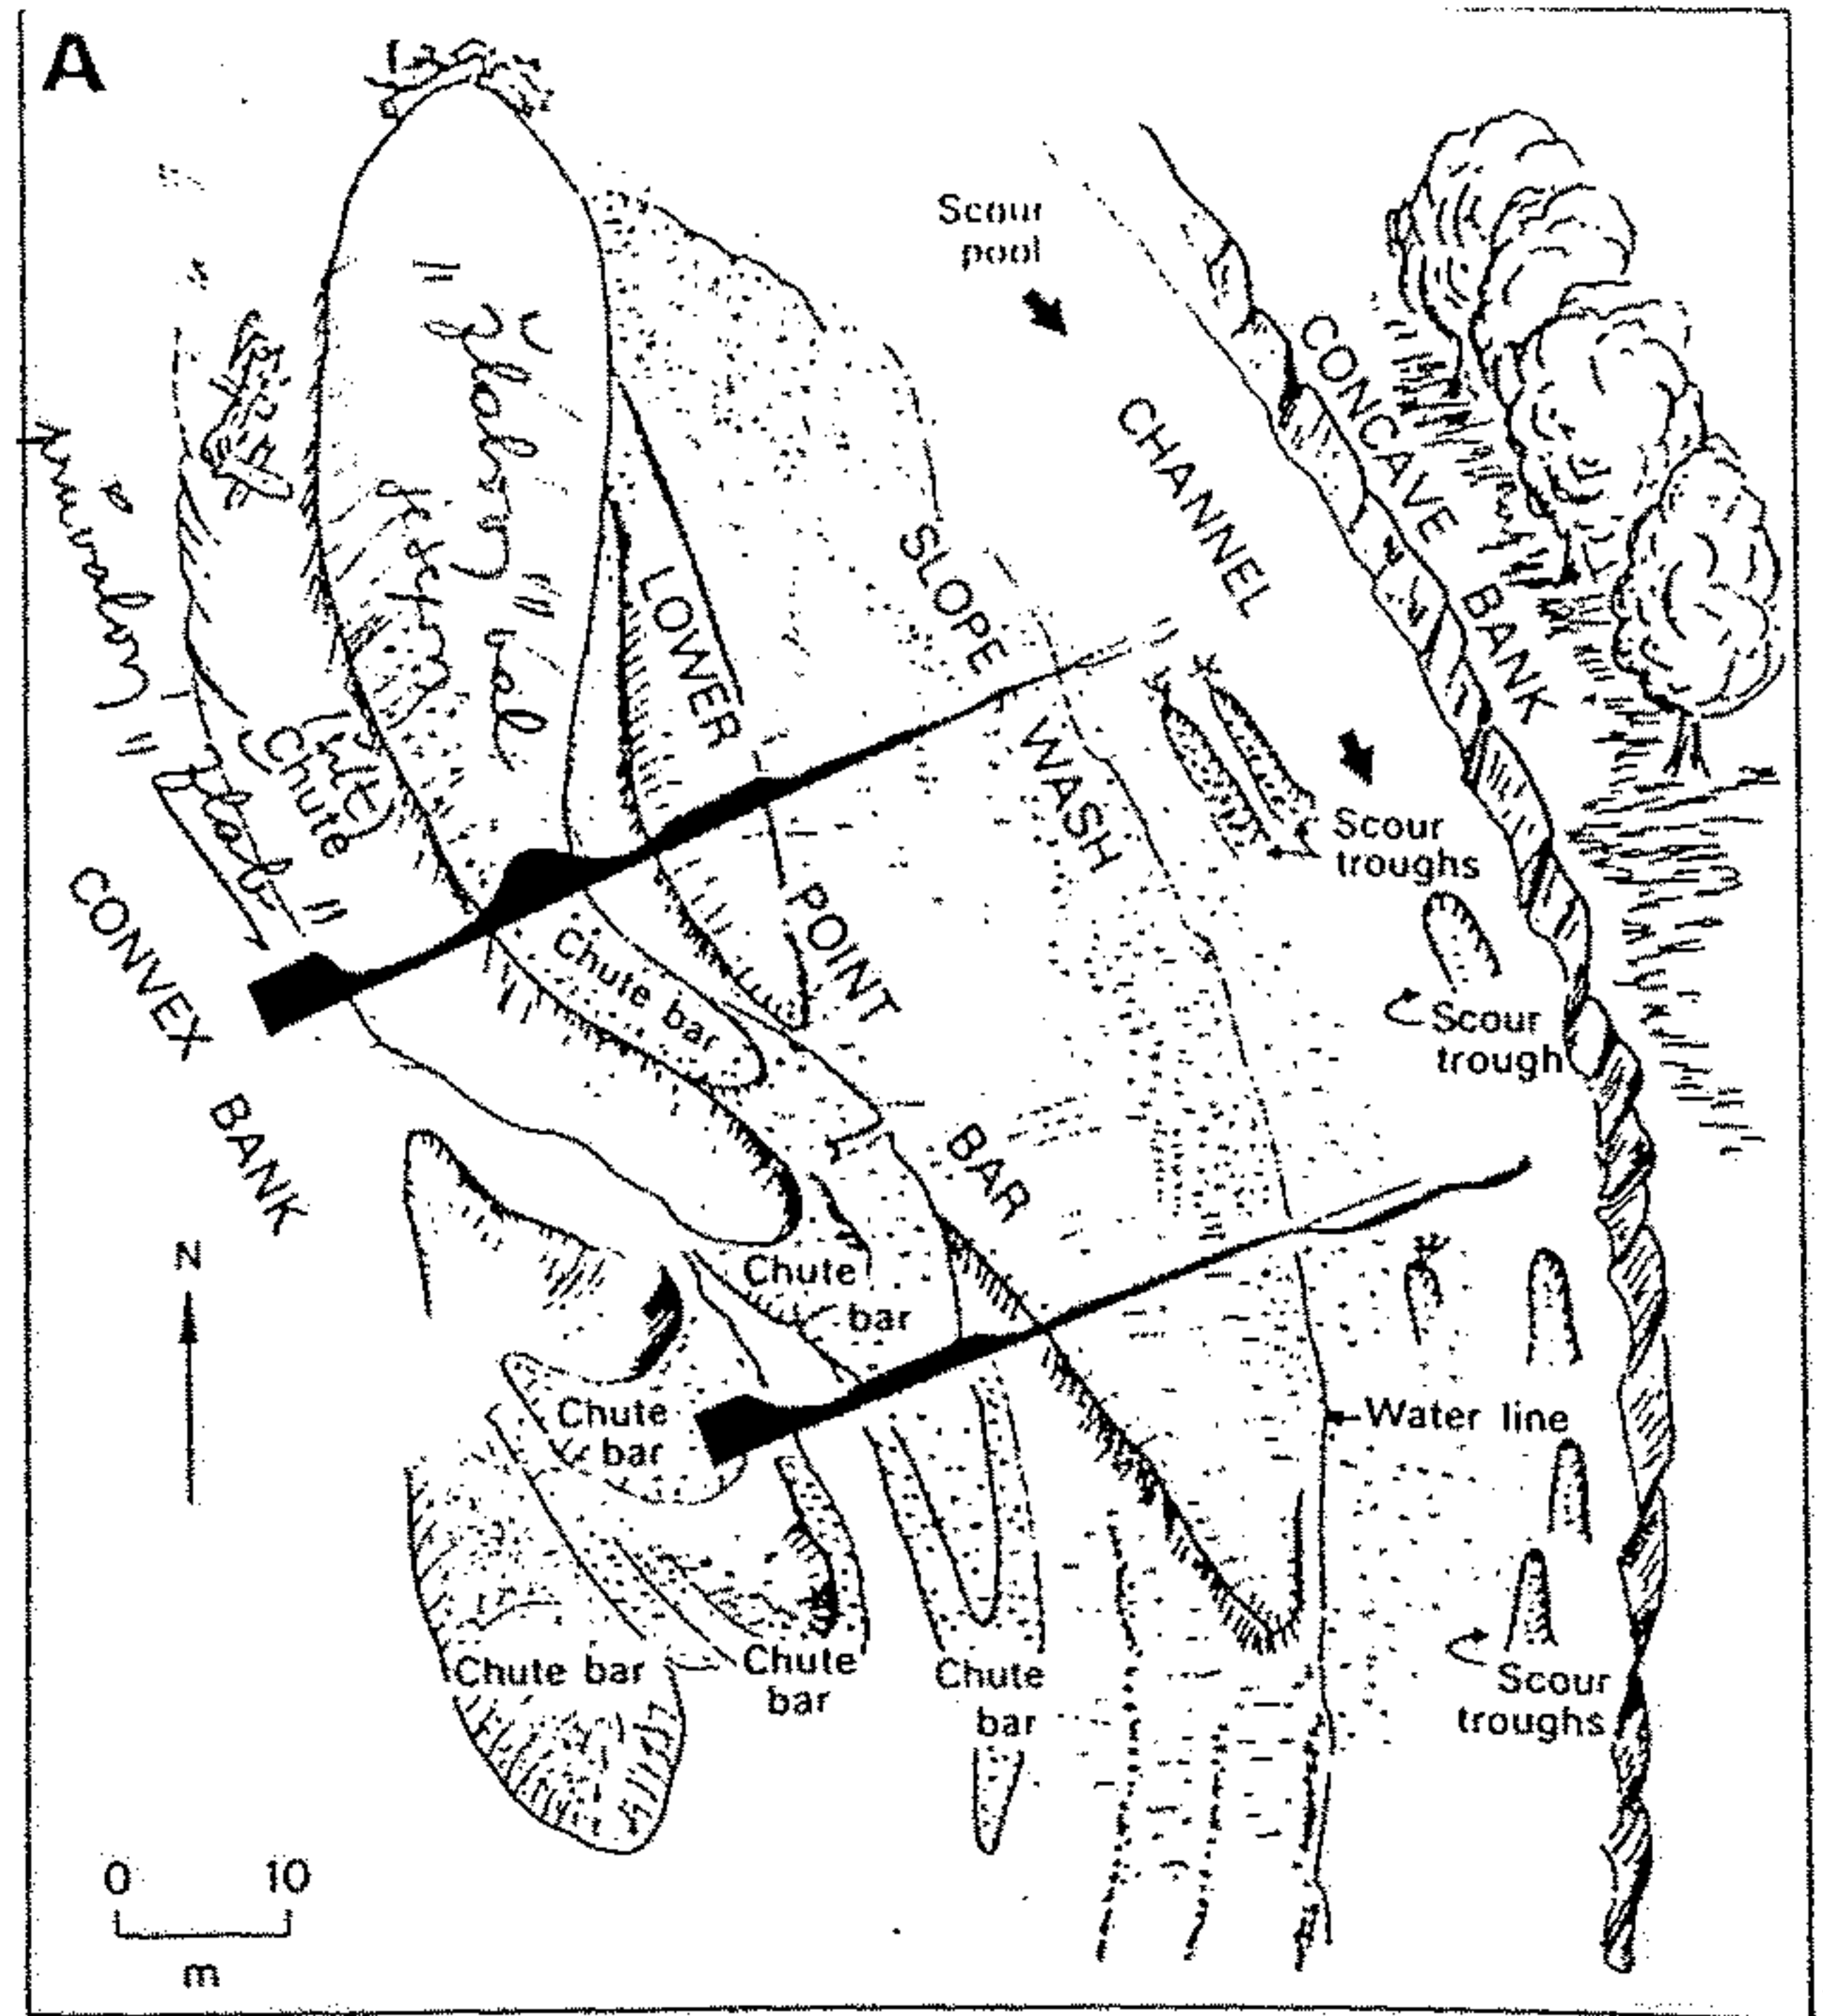 A
Scour
pool
CONCAVE BANK
CHANNEL
SLOPE
WASH
LOWER
POINT
BAR
Scour
troughs
Scour
trough
Chute
Chute bar
CONVEX BANK
N
Chute
bar
Chute
bar
Water line
Chute bar
Chute
bar
Chute
bar
Scour
troughs
0 10
m